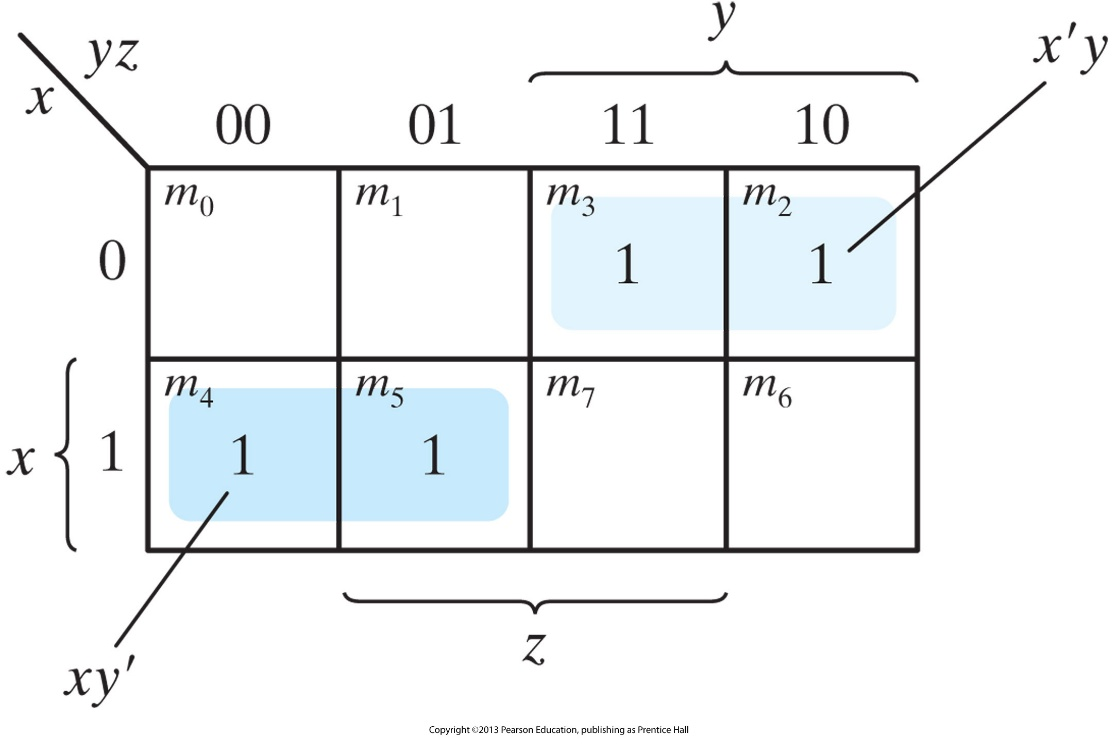 y
x′y
yz
x
00 01 11 10
m0 m1 m3 m2
0 1 1
m4 m5 m7 m6
x 1 1 1
z
xy′
Copyright ©2013 Pearson Education, publishing as Prentice Hall